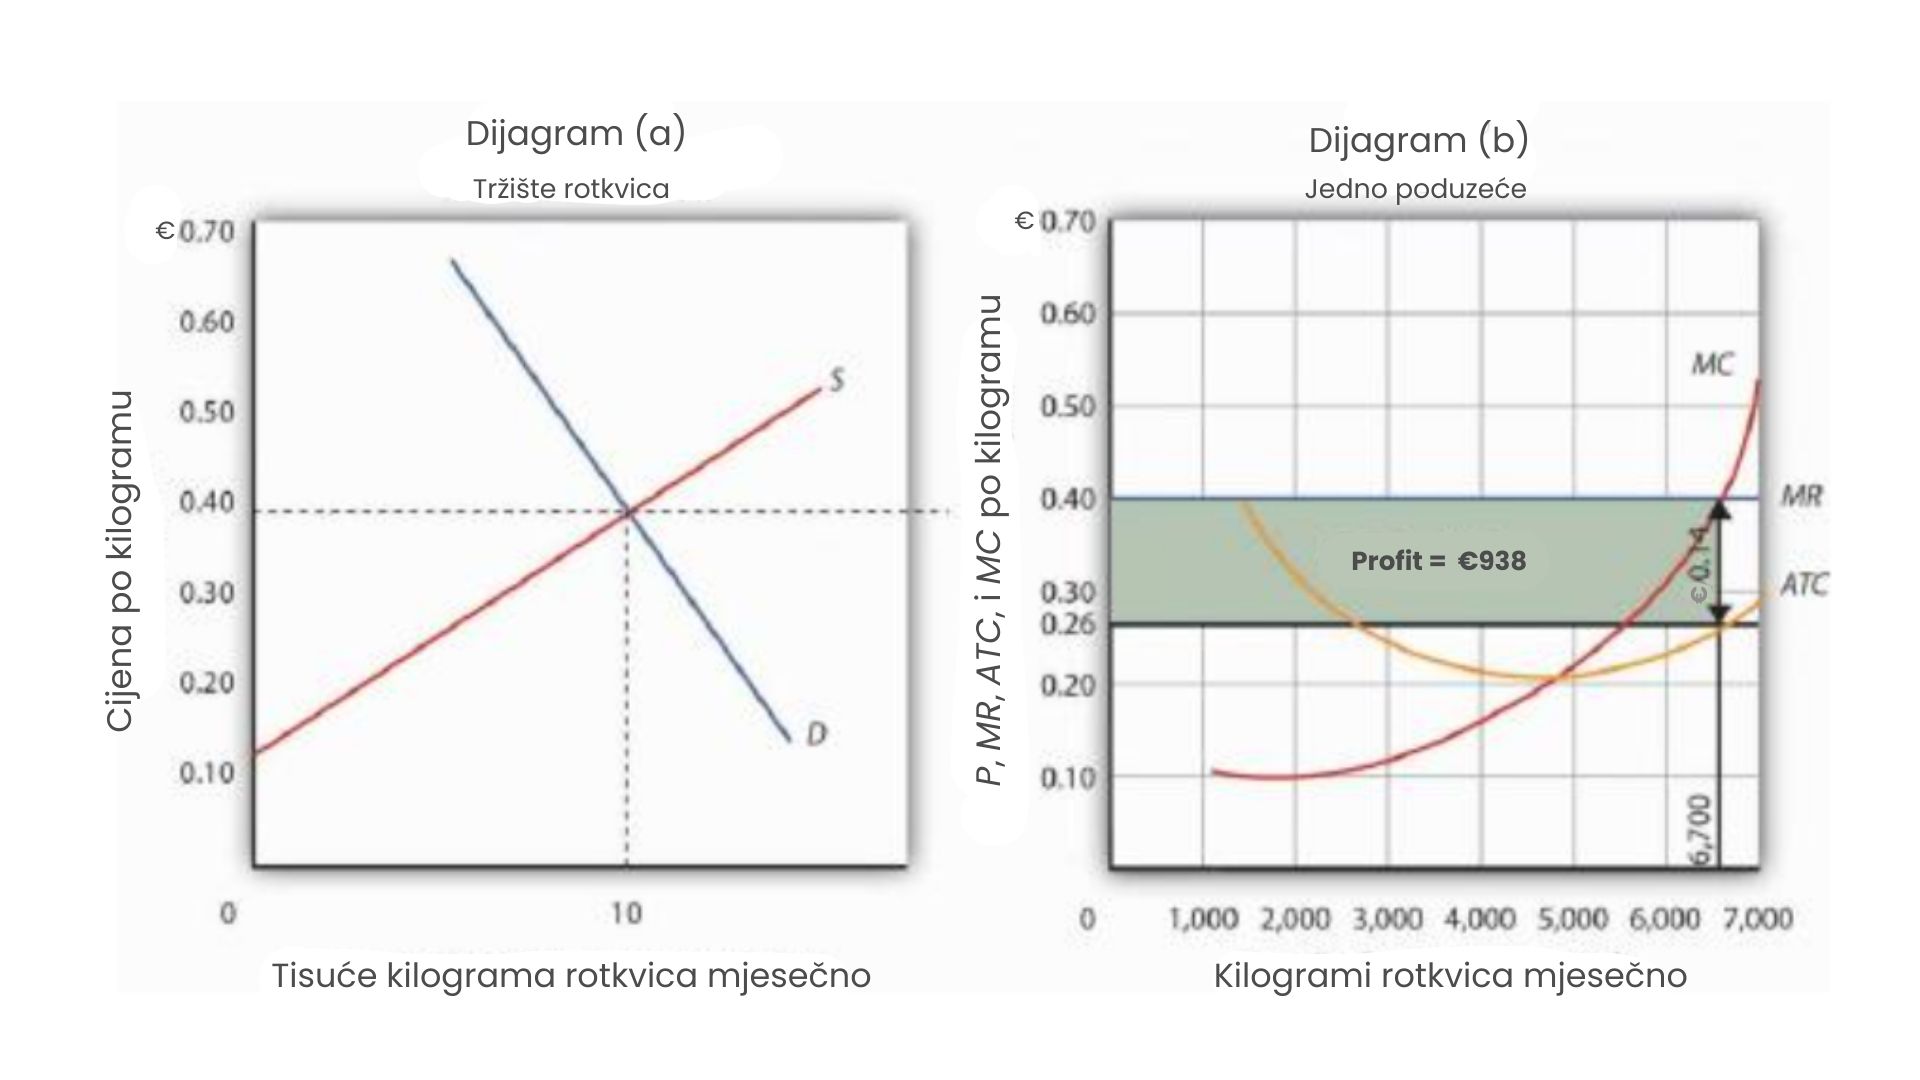 Dijagram (a)
Tržište rotkvica
€ 0.70
0.60
0.50
0.40
0.30
0.20
0.10
0
10
S
D
Cijena po kilogramu
Tisuće kilograma rotkvica mjesečno
Dijagram (b)
Jedno poduzeće
€ 0.70
0.60
0.50
0.40
0.30
0.26
0.20
0.10
0
1,000 2,000 3,000 4,000 5,000 6,000 7,000
P, MR, ATC, i MC po kilogramu
MC
MR
ATC
Profit = €938
€0.14
6,700
Kilogrami rotkvica mjesečno